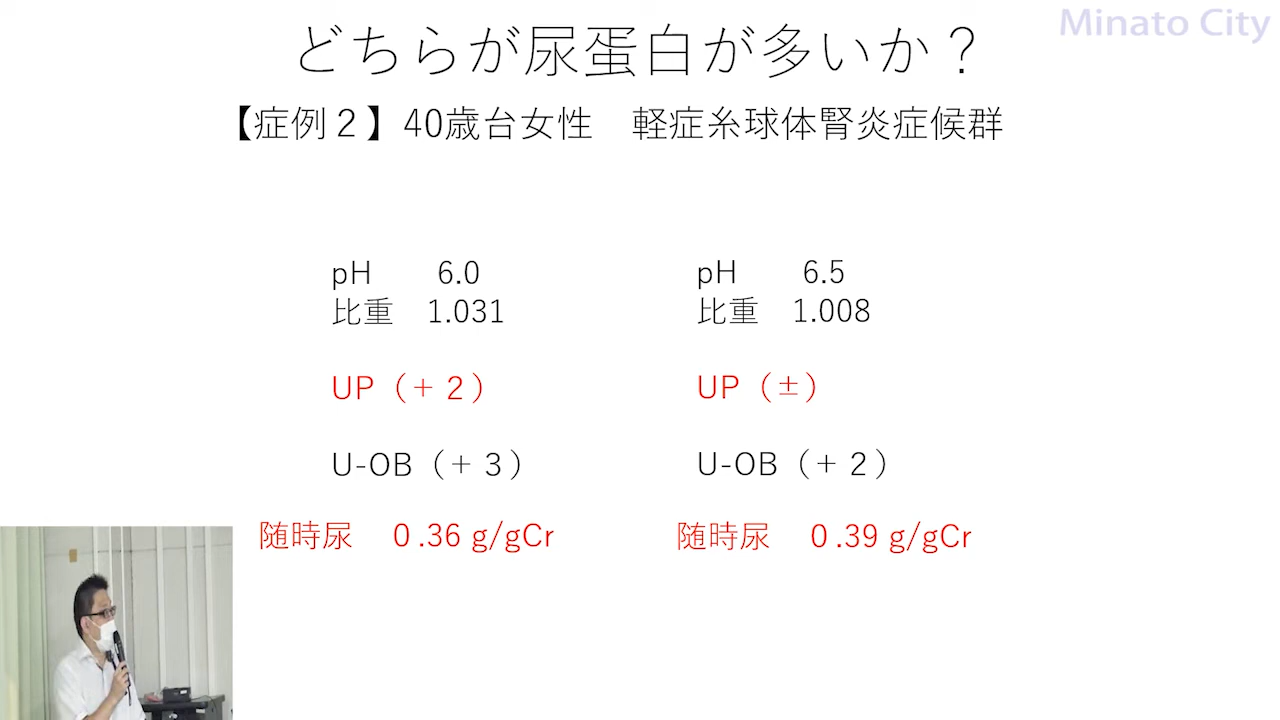 Minato City
どちらが尿蛋白が多いか？
【症例２】40歳台女性　軽症糸球体腎炎症候群
pH 6.0
比重 1.031
UP（＋２）
U-OB（＋３）
随時尿 ０.36 g/gCr
pH 6.5
比重 1.008
UP（±）
U-OB（＋２）
随時尿 ０.39 g/gCr